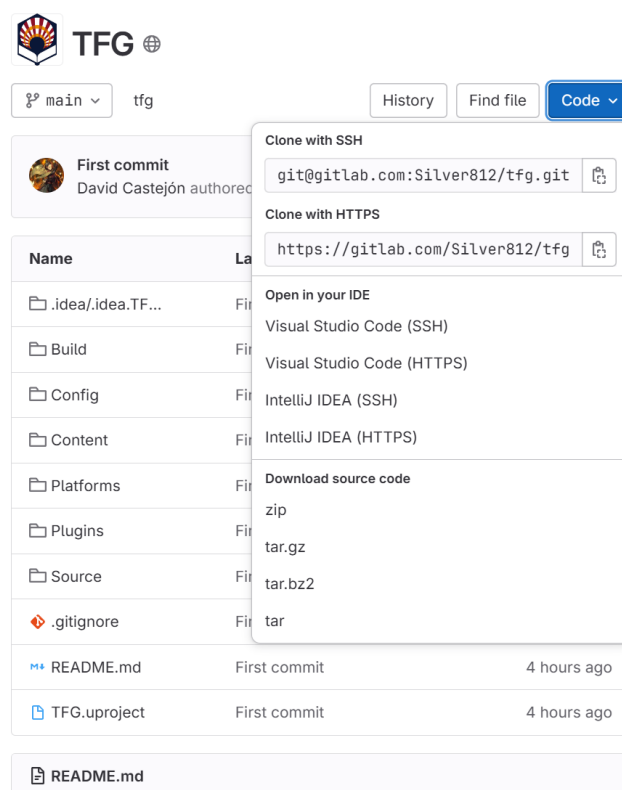 TFG
main
tfg
History
Find file
Code
First commit
David Castejón authored
Clone with SSH
git@gitlab.com:Silver812/tfg.git
Clone with HTTPS
https://gitlab.com/Silver812/tfg
Open in your IDE
Visual Studio Code (SSH)
Visual Studio Code (HTTPS)
IntelliJ IDEA (SSH)
IntelliJ IDEA (HTTPS)
Download source code
zip
tar.gz
tar.bz2
tar
Name
.idea/.idea.TF...
Build
Config
Content
Platforms
Plugins
Source
.gitignore
README.md First commit 4 hours ago
TFG.uproject First commit 4 hours ago
README.md